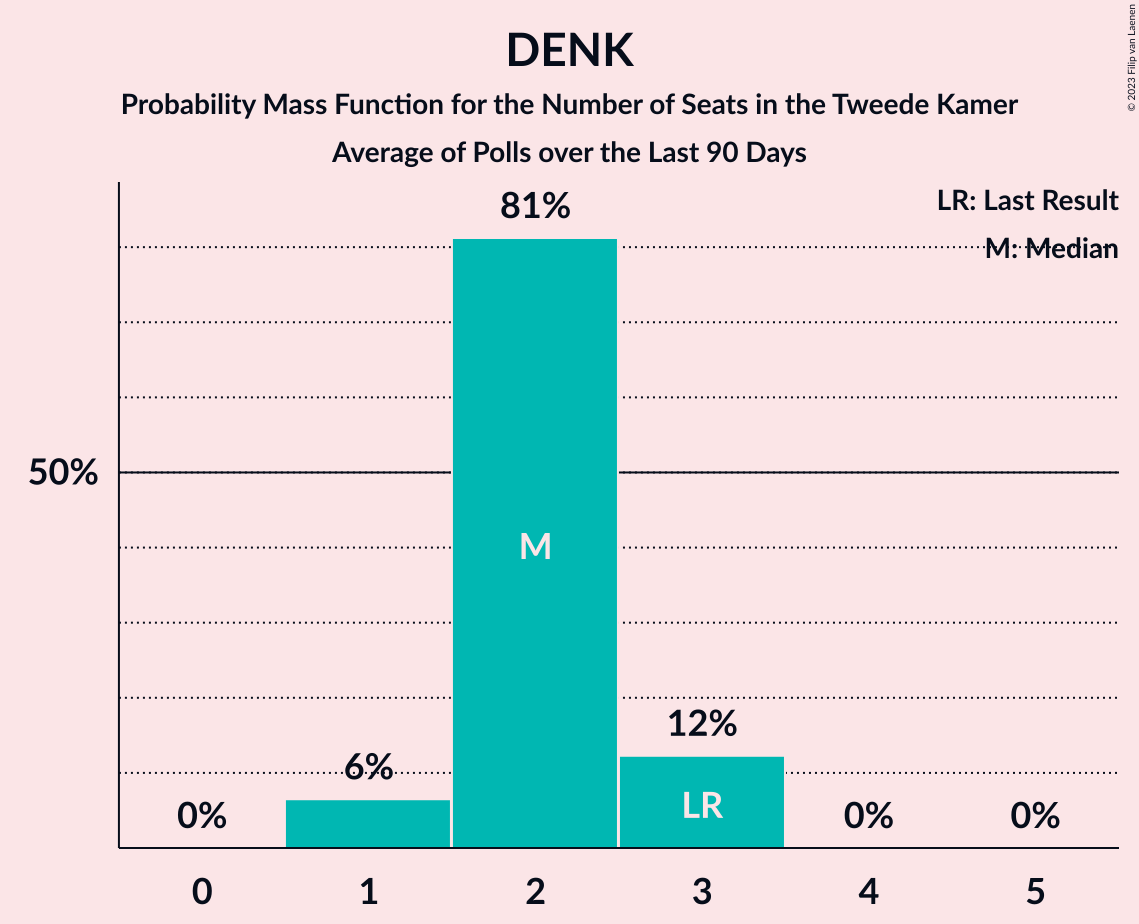 DENK
Probability Mass Function for the Number of Seats in the Tweede Kamer
Average of Polls over the Last 90 Days
© 2023 Filip van Laenen
LR: Last Result
M: Median
81%
50%
M
12%
6%
LR
0%
0%
0%
0
1
2
3
4
5